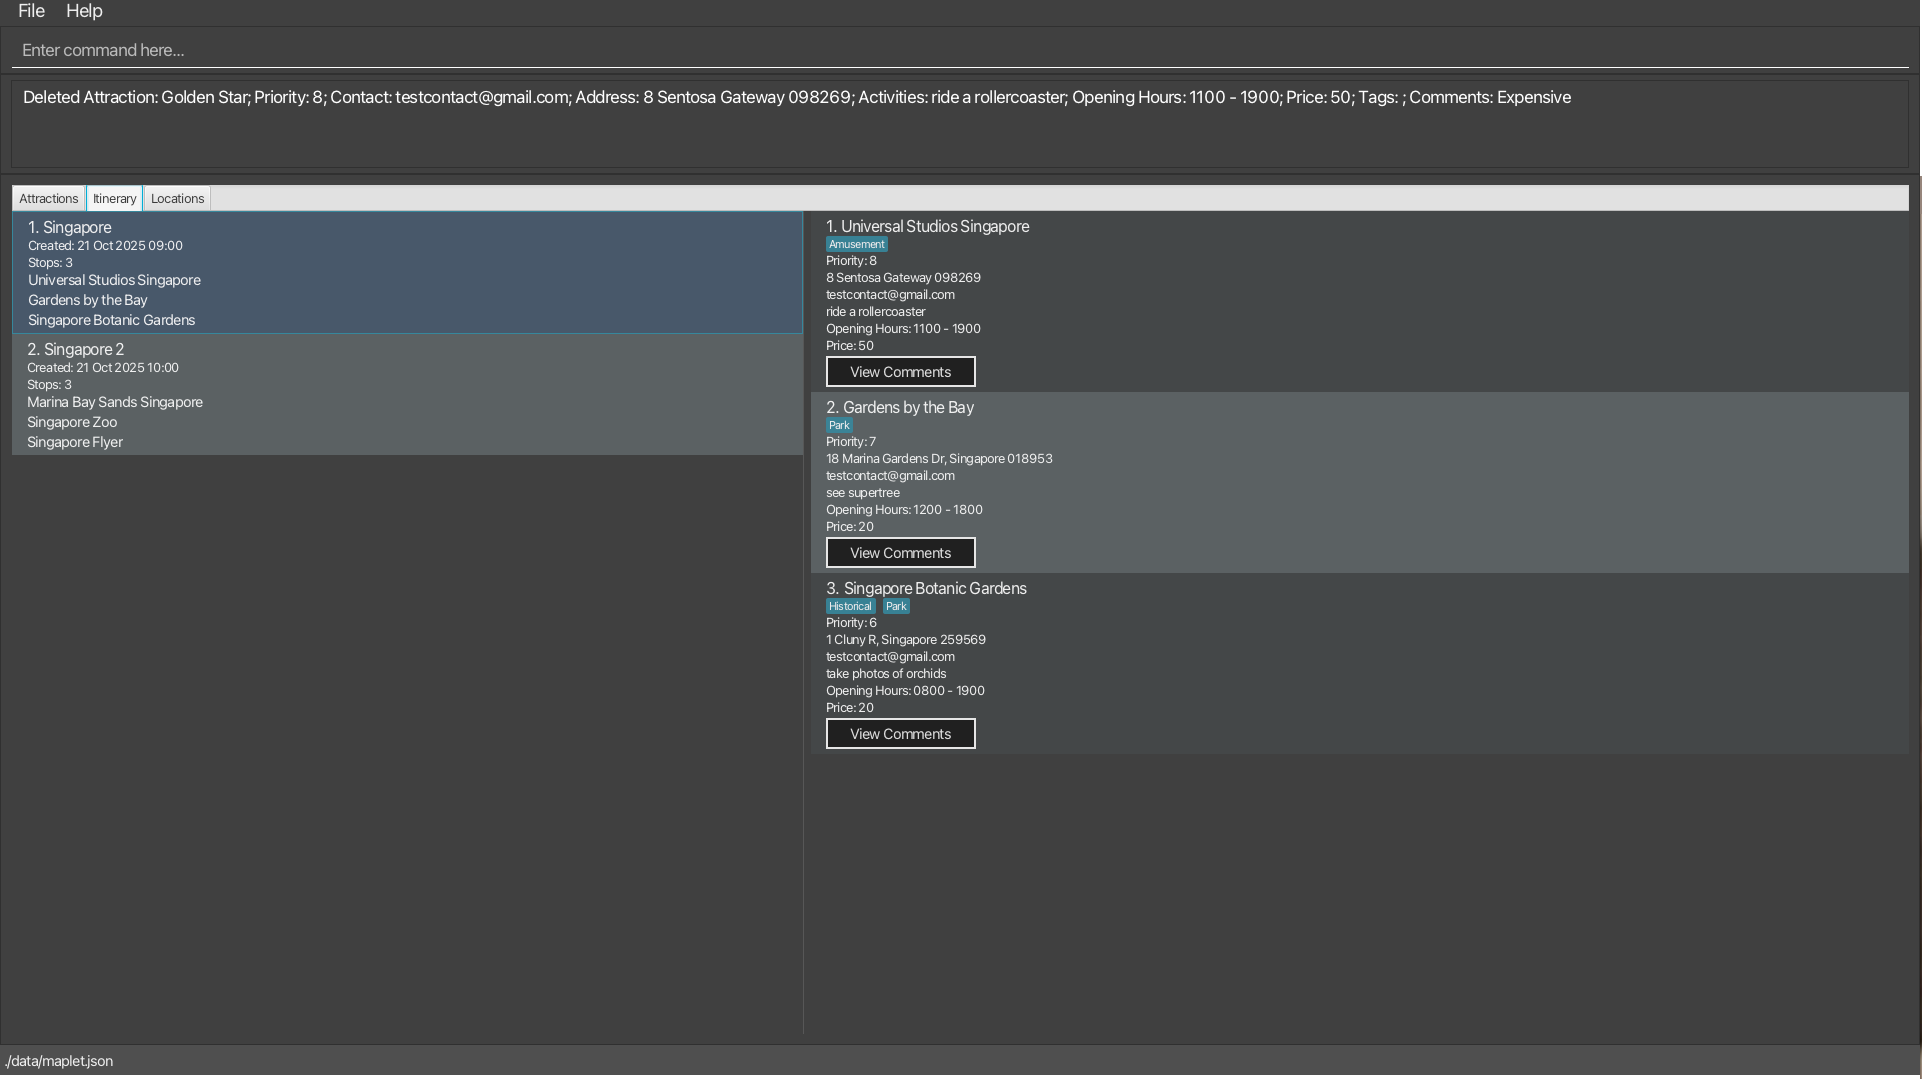 File Help
Enter command here...
Deleted Attraction: Golden Star; Priority: 8; Contact: testcontact@gmail.com; Address: 8 Sentosa Gateway 098269; Activities: ride a rollercoaster; Opening Hours: 1100 - 1900; Price: 50; Tags: ; Comments: Expensive
Attractions Itinerary Locations
1. Singapore
Created: 21 Oct 2025 09:00
Stops: 3
Universal Studios Singapore
Gardens by the Bay
Singapore Botanic Gardens
2. Singapore 2
Created: 21 Oct 2025 10:00
Stops: 3
Marina Bay Sands Singapore
Singapore Zoo
Singapore Flyer
1. Universal Studios Singapore
Amusement
Priority: 8
8 Sentosa Gateway 098269
testcontact@gmail.com
ride a rollercoaster
Opening Hours: 1100 - 1900
Price: 50
View Comments
2. Gardens by the Bay
Park
Priority: 7
18 Marina Gardens Dr, Singapore 018953
testcontact@gmail.com
see supertree
Opening Hours: 1200 - 1800
Price: 20
View Comments
3. Singapore Botanic Gardens
Historical Park
Priority: 6
1 Cluny R, Singapore 259569
testcontact@gmail.com
take photos of orchids
Opening Hours: 0800 - 1900
Price: 20
View Comments
./data/maplet.json